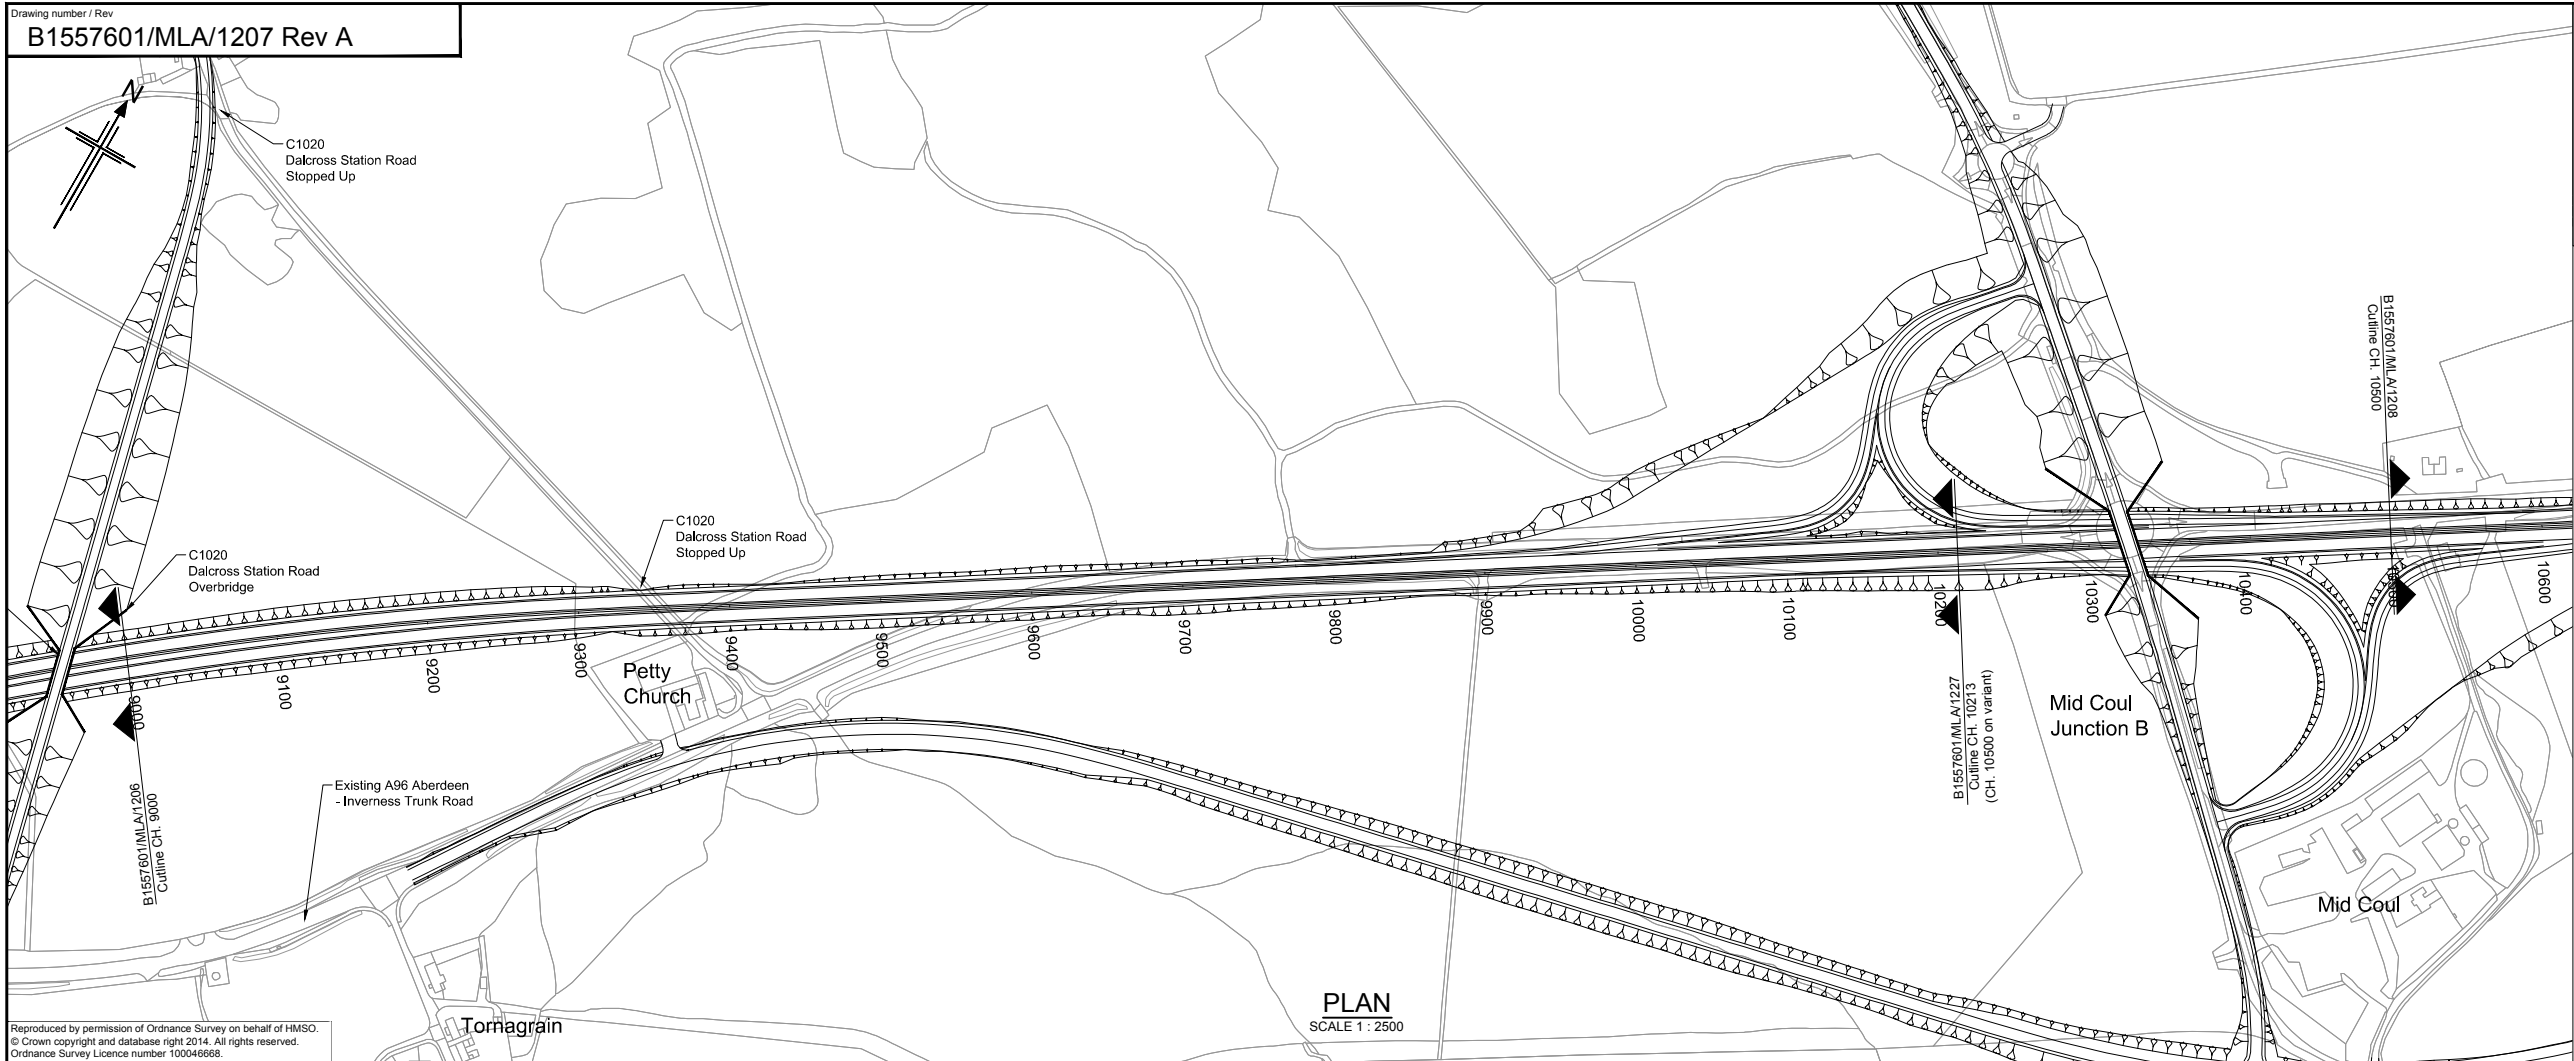 Drawing number / Rev
B1557601/MLA/1207 Rev A
N
C1020
Dalcross Station Road
Stopped Up
C1020
Dalcross Station Road
Overbridge
C1020
Dalcross Station Road
Stopped Up
B1557601/MLA/1208
Cutline CH. 10500
9000
9100
9200
9300
9400
9500
9600
9700
9800
9900
10000
10100
10200
10300
10400
10500
10600
Petty
Church
B1557601/MLA/1206
Cutline CH. 9000
Existing A96 Aberdeen
- Inverness Trunk Road
B1557601/MLA/1227
Cutline CH. 10213
(CH. 10500 on variant)
Mid Coul
Junction B
Mid Coul
Tornagrain
PLAN
SCALE 1 : 2500
Reproduced by permission of Ordnance Survey on behalf of HMSO.
© Crown copyright and database right 2014. All rights reserved.
Ordnance Survey Licence number 100046668.